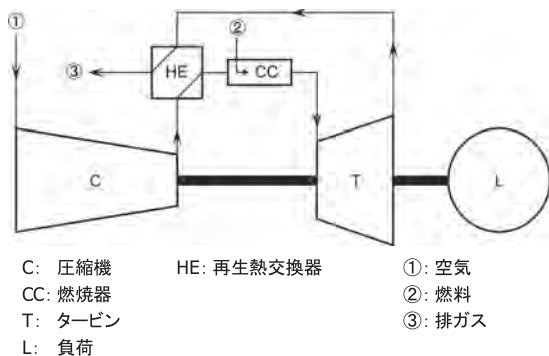 ①
②
③
HE
CC
C
T
L
C: 圧縮機 HE: 再生熱交換器 ①: 空気
CC: 燃焼器 ②: 燃料
T: タービン ③: 排ガス
L: 負荷